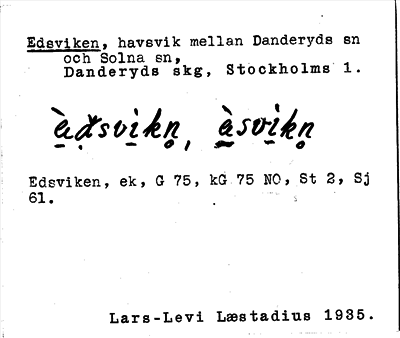 Edsviken, havsvik mellan Danderyds sn
och Solna sn,
Danderyds skg, Stockholms l.
Edsviken, ek, G 75, kG 75 NO, St 2, Sj
61.
Lars-Levi Læstadius 1935.